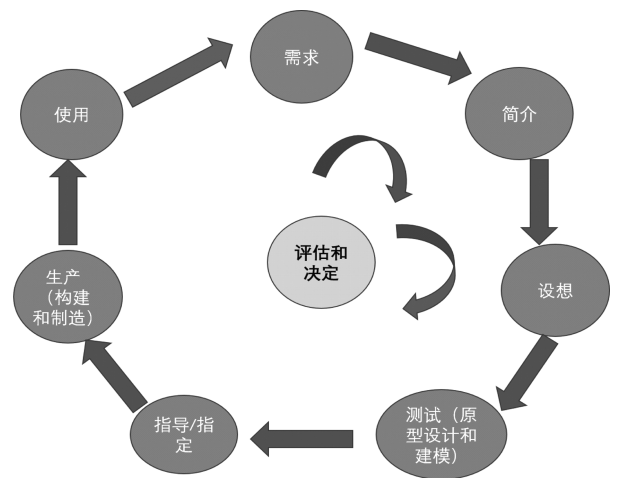 需求
简介
设想
测试（原
型设计和
建模）
指导/指
定
生产
（构建
和制造）
使用
评估和
决定